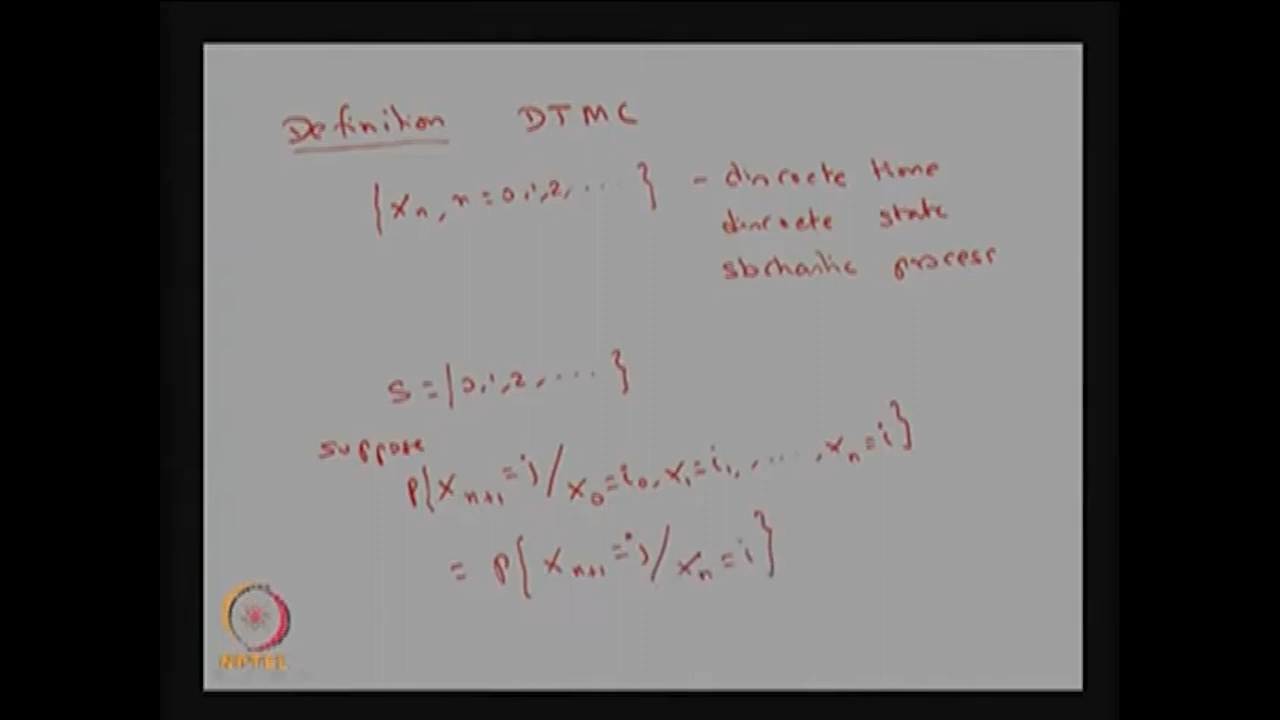 Definition DTMC
{Xn, n=0,1,2,...} - discrete time
discrete state
stochastic process
S={0,1,2,...}
suppose
P{Xn+1=j/X0=i0, X1=i1, ..., Xn=i}
= P{Xn+1=j/Xn=i}
NPTEL